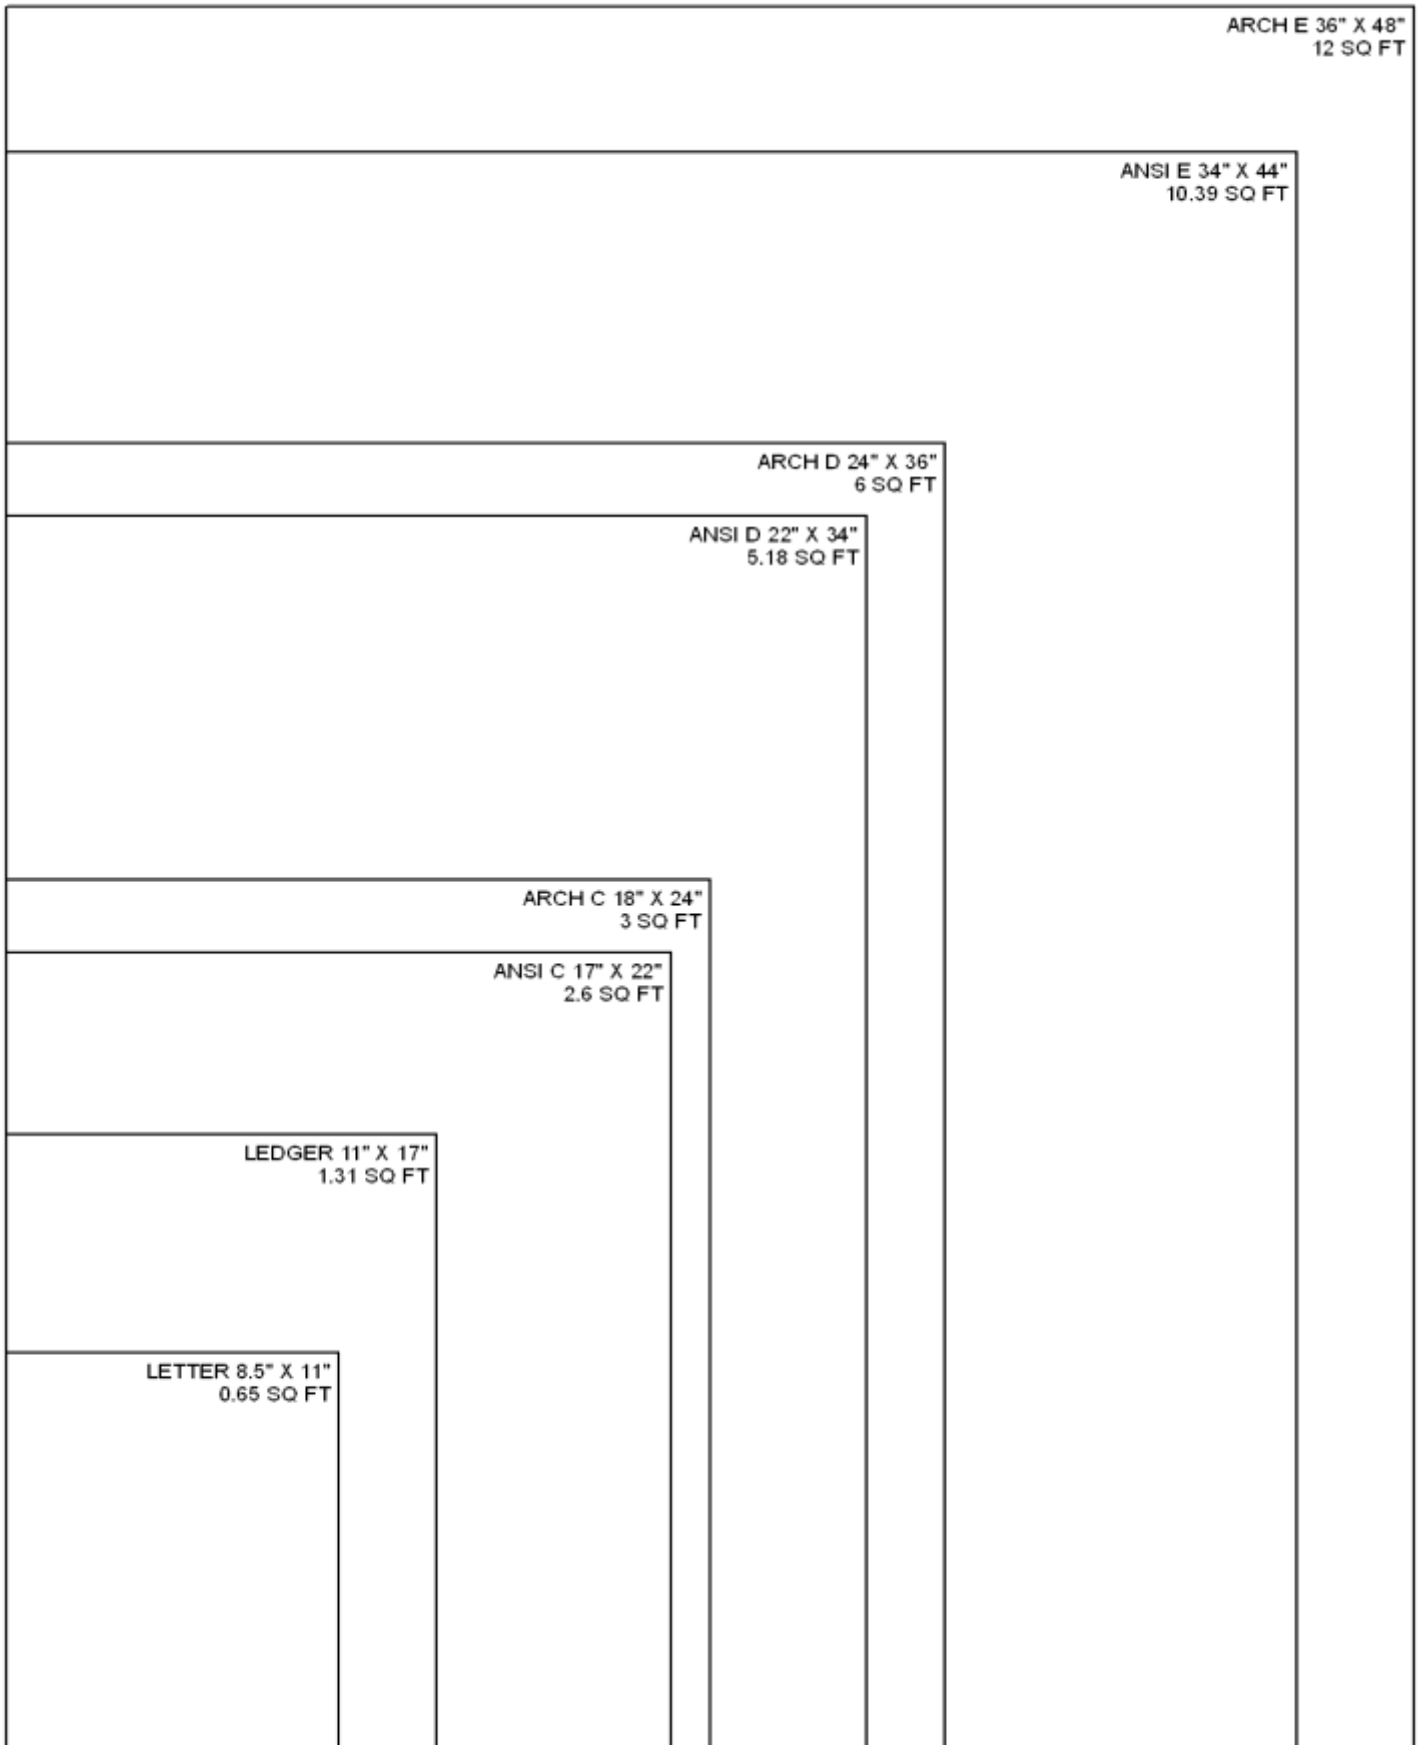 ARCH E 36" X 48"
12 SQ FT
ANSI E 34" X 44"
10.39 SQ FT
ARCH D 24" X 36"
6 SQ FT
ANSI D 22" X 34"
5.18 SQ FT
ARCH C 18" X 24"
3 SQ FT
ANSI C 17" X 22"
2.6 SQ FT
LEDGER 11" X 17"
1.31 SQ FT
LETTER 8.5" X 11"
0.65 SQ FT